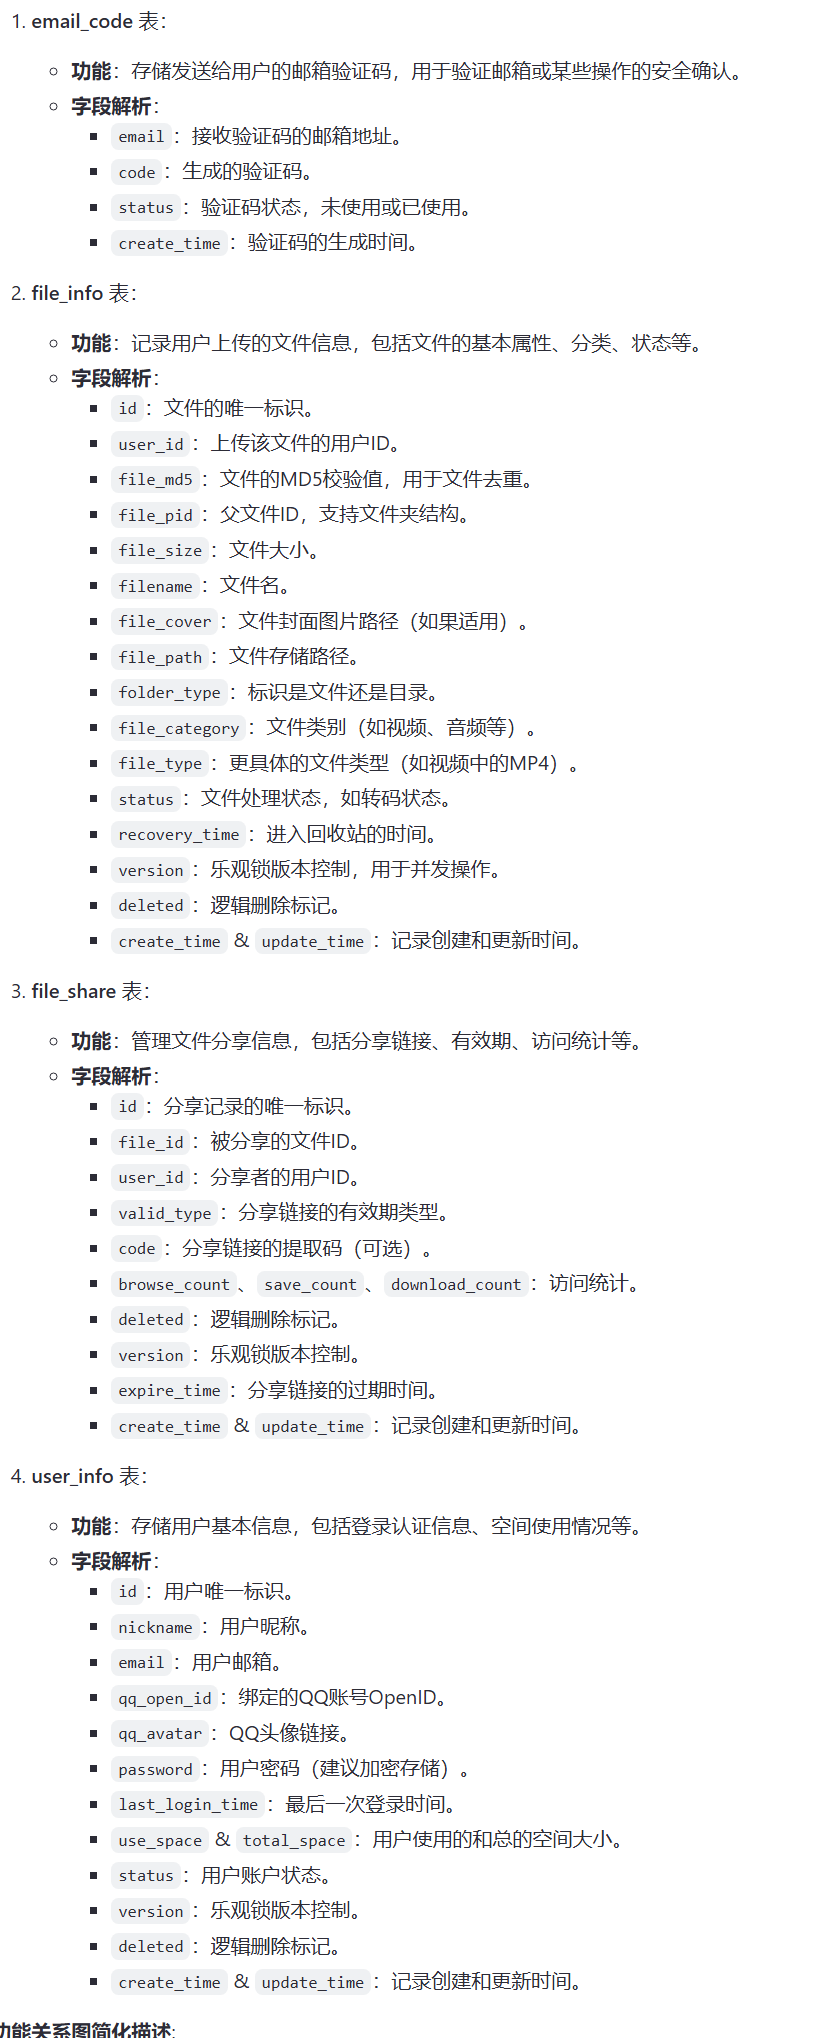 1. email_code 表：
功能：存储发送给用户的邮箱验证码，用于验证邮箱或某些操作的安全确认。
字段解析：
email：接收验证码的邮箱地址。
code：生成的验证码。
status：验证码状态，未使用或已使用。
create_time：验证码的生成时间。
2. file_info 表：
功能：记录用户上传的文件信息，包括文件的基本属性、分类、状态等。
字段解析：
id：文件的唯一标识。
user_id：上传该文件的用户ID。
file_md5：文件的MD5校验值，用于文件去重。
file_pid：父文件ID，支持文件夹结构。
file_size：文件大小。
filename：文件名。
file_cover：文件封面图片路径（如果适用）。
file_path：文件存储路径。
folder_type：标识是文件还是目录。
file_category：文件类别（如视频、音频等）。
file_type：更具体的文件类型（如视频中的MP4）。
status：文件处理状态，如转码状态。
recovery_time：进入回收站的时间。
version：乐观锁版本控制，用于并发操作。
deleted：逻辑删除标记。
create_time & update_time：记录创建和更新时间。
3. file_share 表：
功能：管理文件分享信息，包括分享链接、有效期、访问统计等。
字段解析：
id：分享记录的唯一标识。
file_id：被分享的文件ID。
user_id：分享者的用户ID。
valid_type：分享链接的有效期类型。
code：分享链接的提取码（可选）。
browse_count、save_count、download_count：访问统计。
deleted：逻辑删除标记。
version：乐观锁版本控制。
expire_time：分享链接的过期时间。
create_time & update_time：记录创建和更新时间。
4. user_info 表：
功能：存储用户基本信息，包括登录认证信息、空间使用情况等。
字段解析：
id：用户唯一标识。
nickname：用户昵称。
email：用户邮箱。
qq_open_id：绑定的QQ账号OpenID。
qq_avatar：QQ头像链接。
password：用户密码（建议加密存储）。
last_login_time：最后一次登录时间。
use_space & total_space：用户使用的和总的空间大小。
status：用户账户状态。
version：乐观锁版本控制。
deleted：逻辑删除标记。
create_time & update_time：记录创建和更新时间。
功能关系图简化描述: